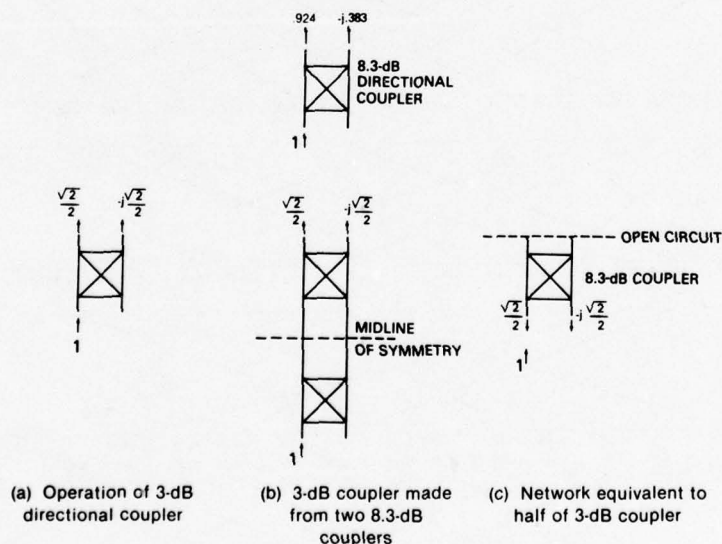 .924 -j.383
8.3-dB
DIRECTIONAL
COUPLER
1
√2/2 -j√2/2
1
√2/2 -j√2/2
MIDLINE
OF SYMMETRY
1
OPEN CIRCUIT
8.3-dB COUPLER
√2/2 -j√2/2
1
(a) Operation of 3-dB
directional coupler
(b) 3-dB coupler made
from two 8.3-dB
couplers
(c) Network equivalent to
half of 3-dB coupler